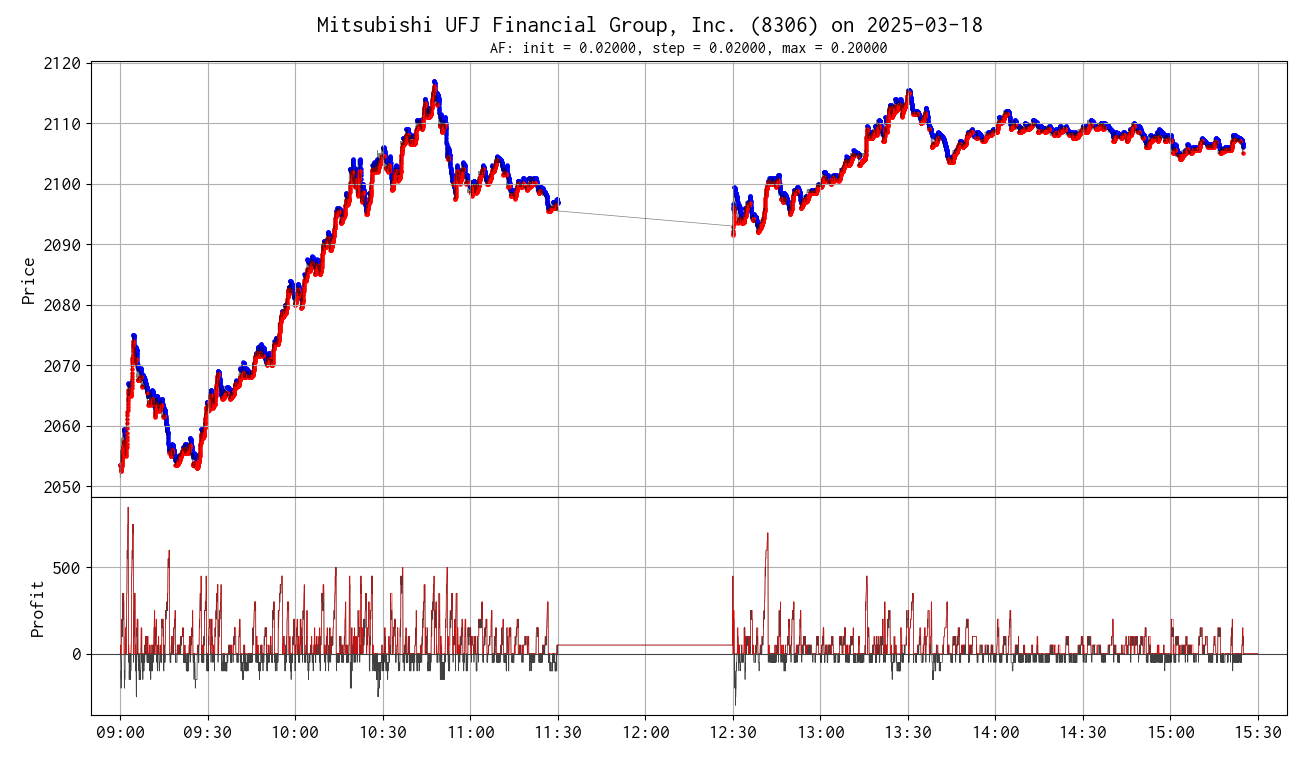 Mitsubishi UFJ Financial Group, Inc. (8306) on 2025-03-18
AF: init = 0.02000, step = 0.02000, max = 0.20000
2120
2110
2100
2090
2080
2070
2060
2050
Price
500
0
Profit
09:00 09:30 10:00 10:30 11:00 11:30 12:00 12:30 13:00 13:30 14:00 14:30 15:00 15:30